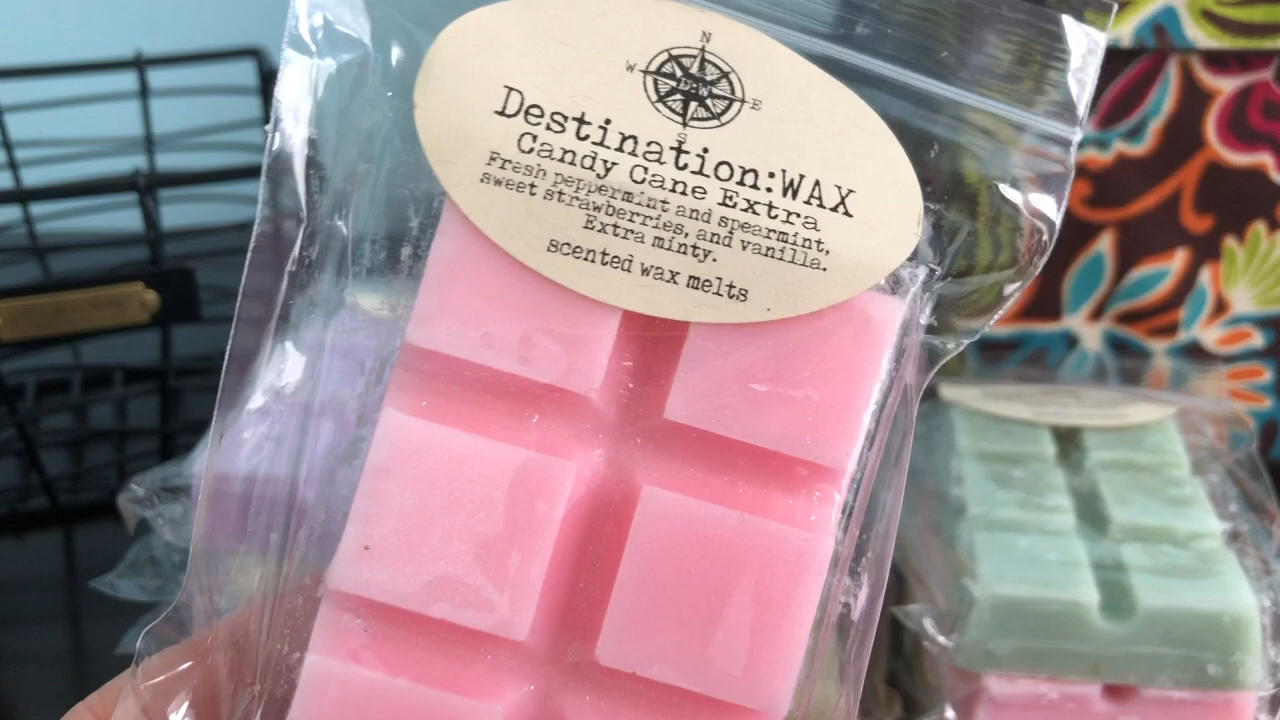 N
W E
D:W
S
Destination:WAX
Candy Cane Extra
Fresh peppermint and spearmint,
sweet strawberries, and vanilla.
Extra minty.
scented wax melts